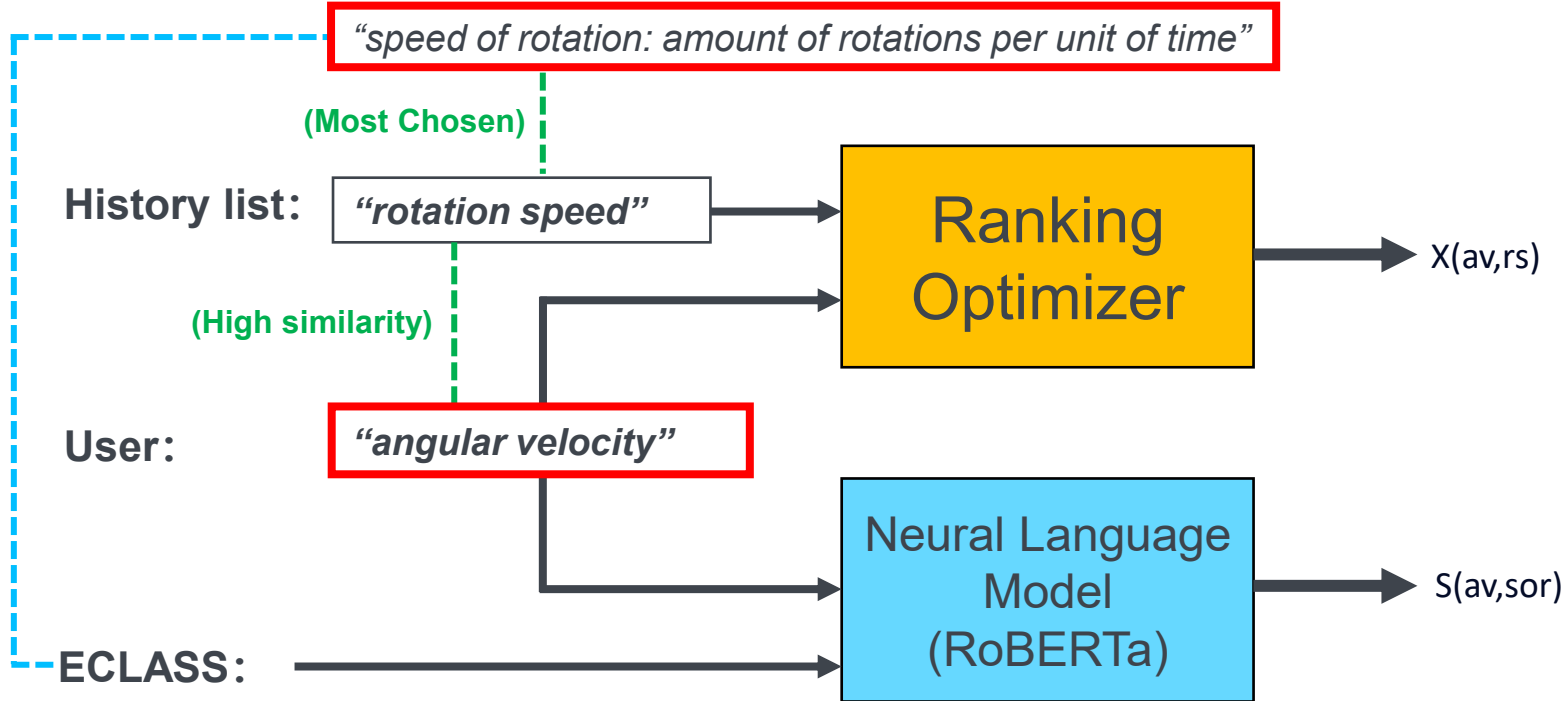 “speed of rotation: amount of rotations per unit of time”
(Most Chosen)
History list:
“rotation speed”
Ranking
Optimizer
X(av,rs)
(High similarity)
User:
“angular velocity”
Neural Language
Model
(RoBERTa)
S(av,sor)
ECLASS: